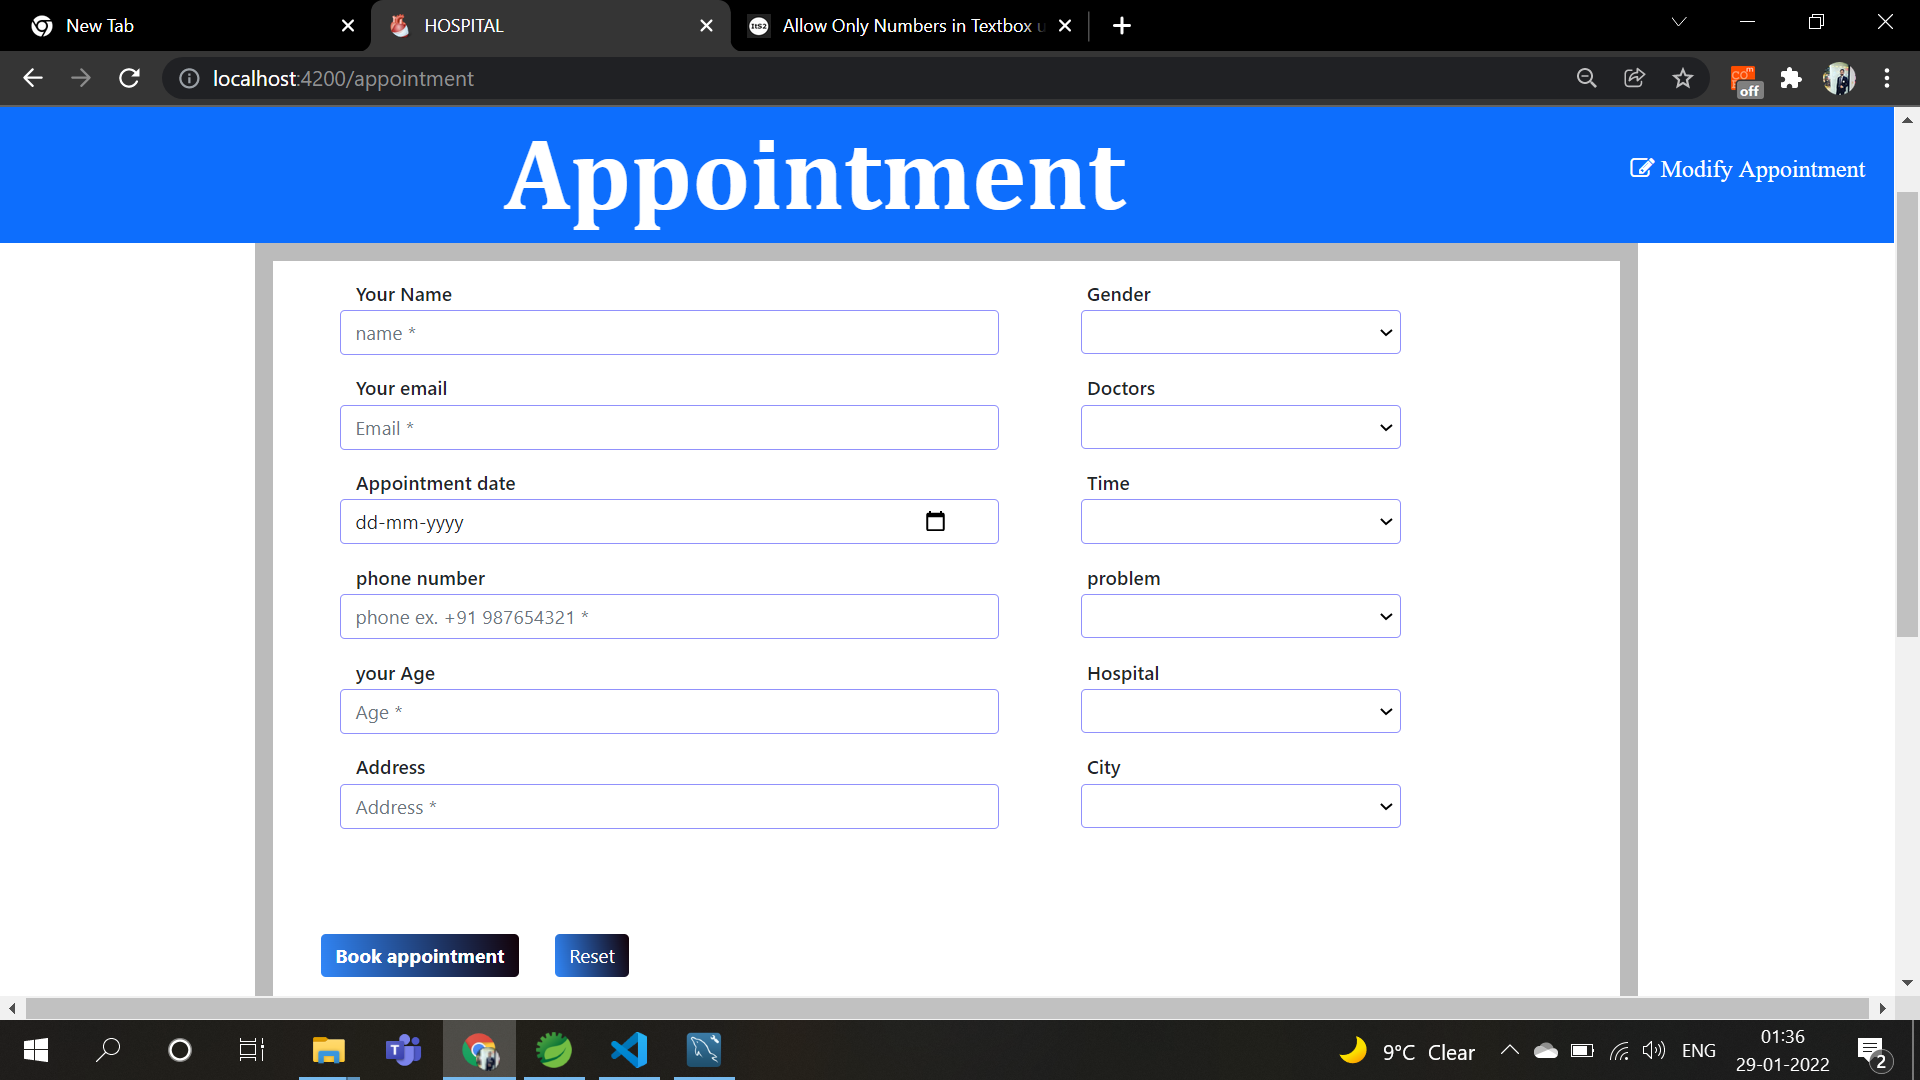 New Tab
HOSPITAL
Its2
Allow Only Numbers in Textbox u
localhost:4200/appointment
off
Appointment
Modify Appointment
Your Name
Gender
name *
Your email
Doctors
Email *
Appointment date
Time
dd-mm-yyyy
phone number
problem
phone ex. +91 987654321 *
your Age
Hospital
Age *
Address
City
Address *
Book appointment
Reset
9°C Clear
ENG
01:36
29-01-2022
2